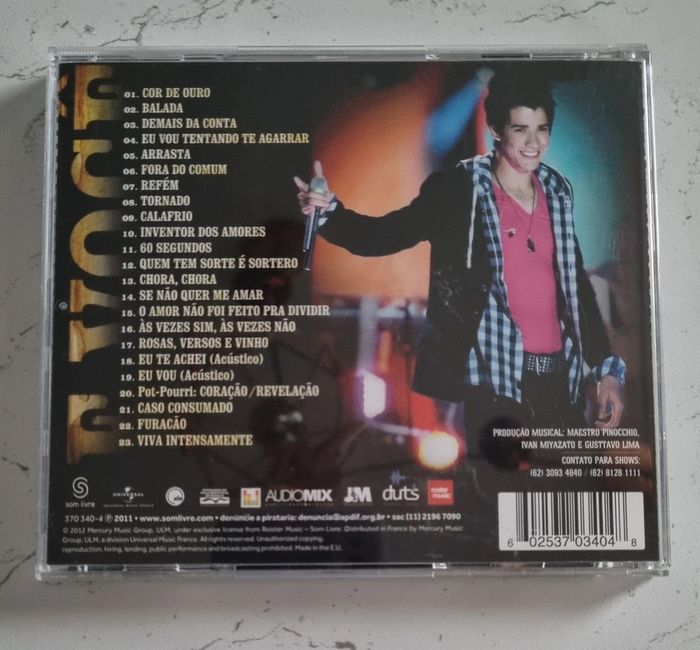 01. COR DE OURO
02. BALADA
03. DEMAIS DA CONTA
04. EU VOU TENTANDO TE AGARRAR
05. ARRASTA
06. FORA DO COMUM
07. REFÉM
08. TORNADO
09. CALAFRIO
10. INVENTOR DOS AMORES
11. 60 SEGUNDOS
12. QUEM TEM SORTE É SORTERO
13. CHORA, CHORA
14. SE NÃO QUER ME AMAR
15. O AMOR NÃO FOI FEITO PRA DIVIDIR
16. ÀS VEZES SIM, ÀS VEZES NÃO
17. ROSAS, VERSOS E VINHO
18. EU TE ACHEI (Acústico)
19. EU VOU (Acústico)
20. Pot-Pourri: CORAÇÃO / REVELAÇÃO
21. CASO CONSUMADO
22. FURACÃO
23. VIVA INTENSAMENTE
PRODUÇÃO MUSICAL: MAESTRO PINOCCHIO,
IVAN MIYAZATO E GUSTTAVO LIMA
CONTATO PARA SHOWS:
(62) 3093 4840 / (62) 8128 1111
som livre UNIVERSAL AUDIOMIX J&M duts roster music
370 340-4 ℗ 2011 • www.somlivre.com • denúncie a pirataria: denuncia@apdif.org.br • sac (11) 2196 7090
© 2012 Mercury Music Group, ULM, under exclusive license from Roster Music – Som Livre. Distributed in France by Mercury Music
Group, ULM, a division Universal Music France. All rights reserved. Unauthorized copying,
reproduction, hiring, lending, public performance and broadcasting prohibited. Made in the E.U.
6 02537 03404 8